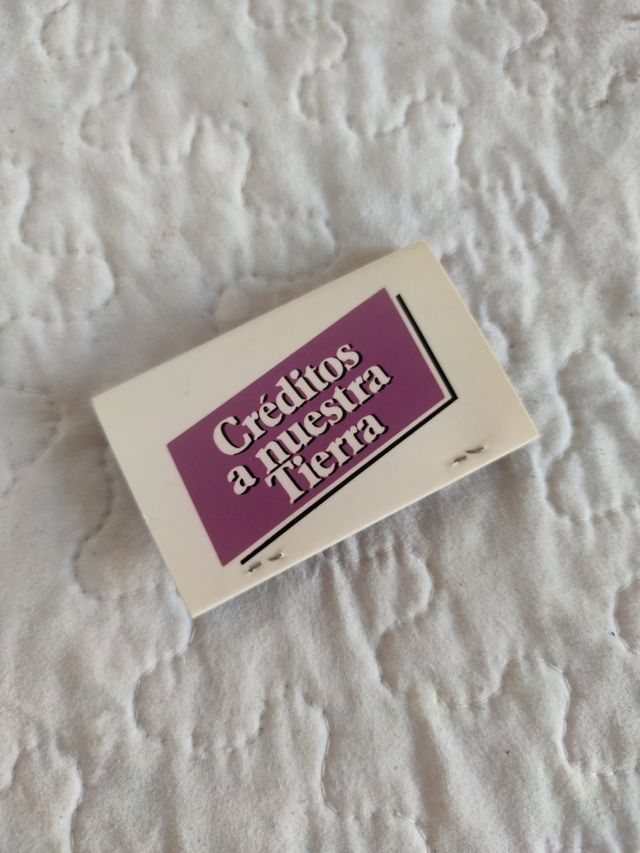 Créditos
a nuestra
Tierra